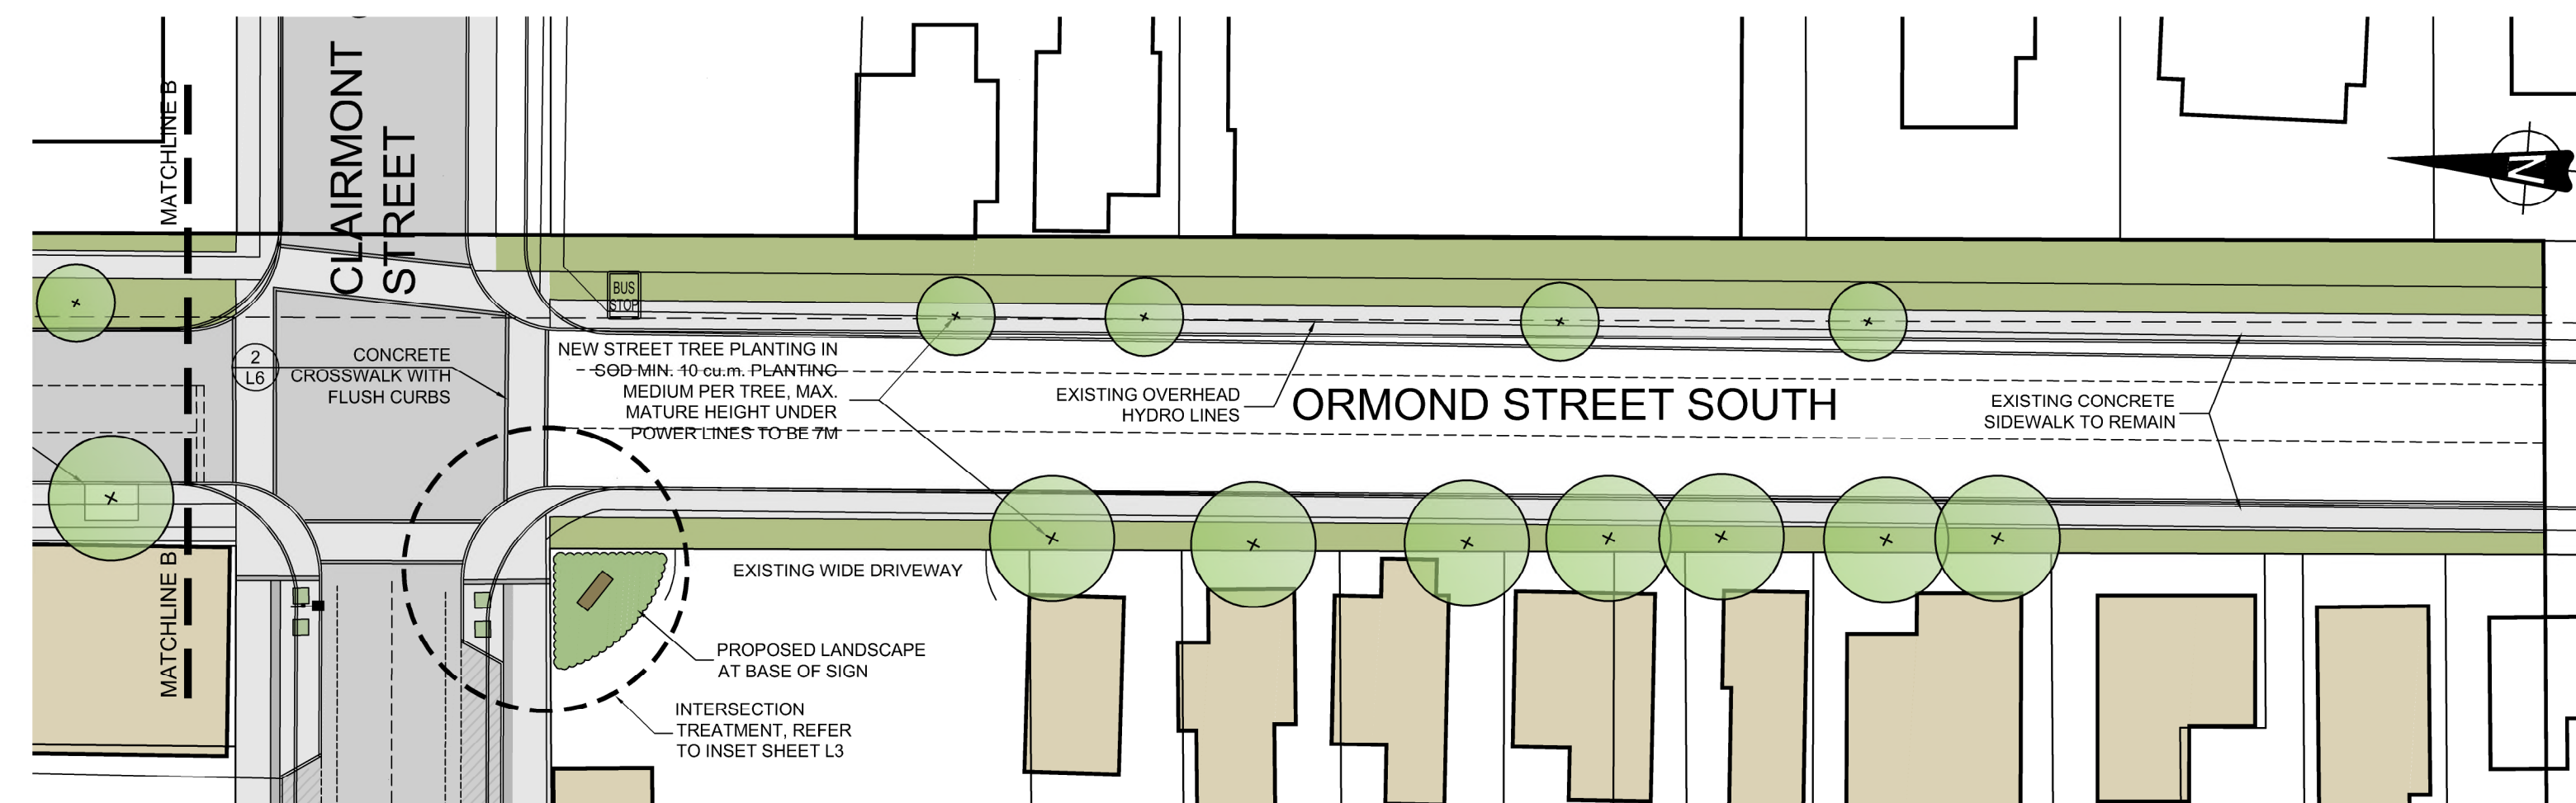 MATCHLINE B
CLAIRMONT
STREET
BUS
STOP
N
2
L6
CONCRETE
CROSSWALK WITH
FLUSH CURBS
NEW STREET TREE PLANTING IN
SOD MIN. 10 cu.m. PLANTING
MEDIUM PER TREE, MAX.
MATURE HEIGHT UNDER
POWER LINES TO BE 7M
EXISTING OVERHEAD
HYDRO LINES
ORMOND STREET SOUTH
EXISTING CONCRETE
SIDEWALK TO REMAIN
MATCHLINE B
EXISTING WIDE DRIVEWAY
PROPOSED LANDSCAPE
AT BASE OF SIGN
INTERSECTION
TREATMENT, REFER
TO INSET SHEET L3